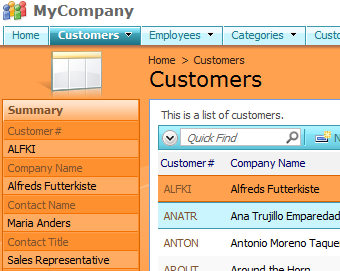 MyCompany
Home Customers Employees Categories
Home > Customers
Customers
Summary
Customer#
ALFKI
Company Name
Alfreds Futterkiste
Contact Name
Maria Anders
Contact Title
Sales Representative
This is a list of customers.
Quick Find
Customer# Company Name
ALFKI Alfreds Futterkiste
ANATR Ana Trujillo Emparedad
ANTON Antonio Moreno Taque
AROUT Around the Horn